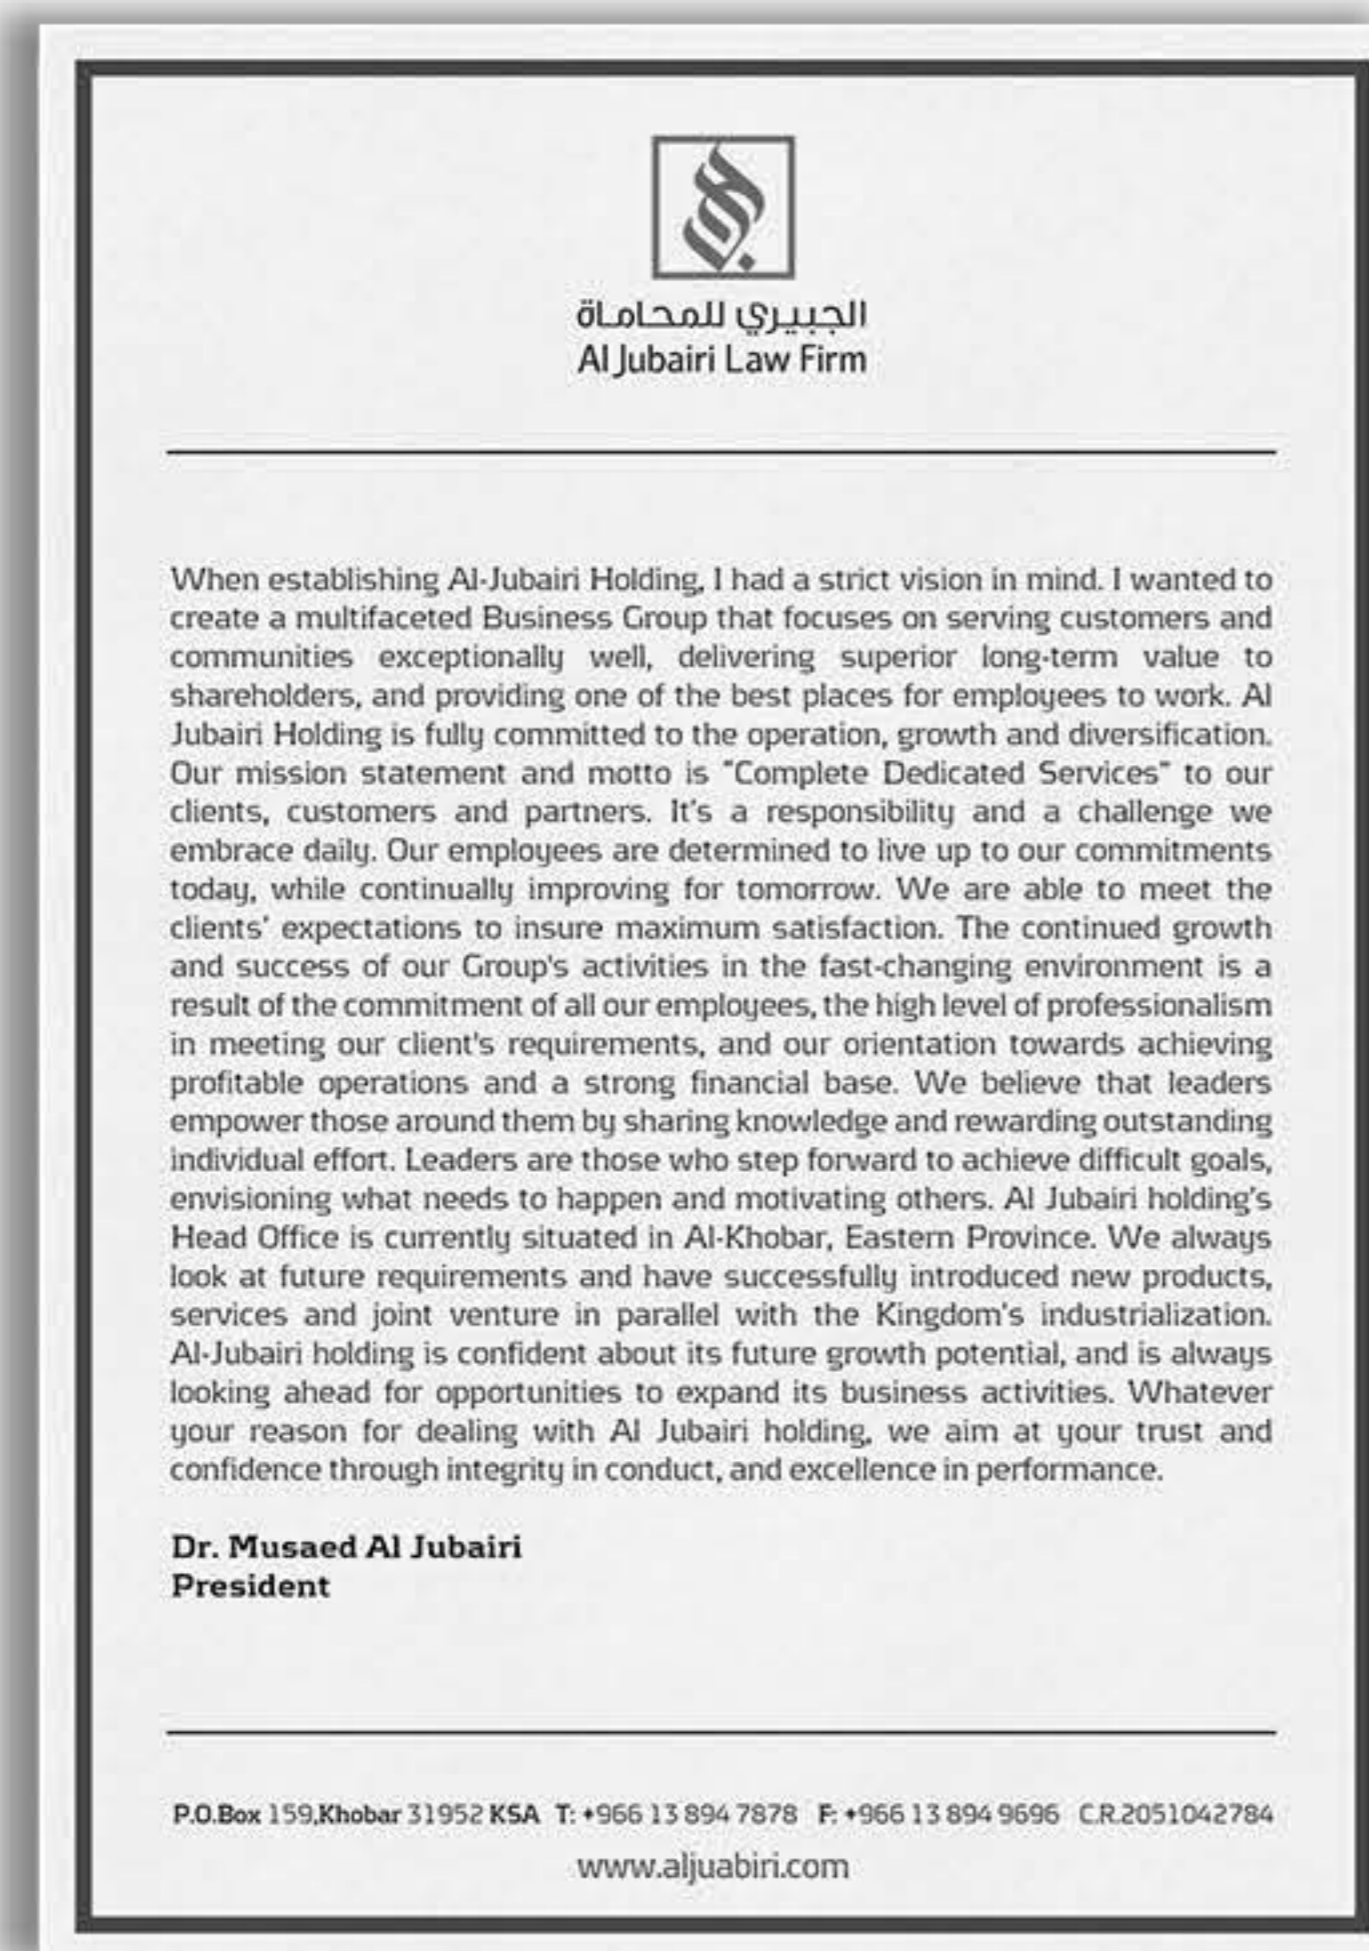 الجبيري للمحاماة
Al Jubairi Law Firm
When establishing Al-Jubairi Holding, I had a strict vision in mind. I wanted to
create a multifaceted Business Group that focuses on serving customers and
communities exceptionally well, delivering superior long-term value to
shareholders, and providing one of the best places for employees to work. Al
Jubairi Holding is fully committed to the operation, growth and diversification.
Our mission statement and motto is "Complete Dedicated Services" to our
clients, customers and partners. It's a responsibility and a challenge we
embrace daily. Our employees are determined to live up to our commitments
today, while continually improving for tomorrow. We are able to meet the
clients' expectations to insure maximum satisfaction. The continued growth
and success of our Group's activities in the fast-changing environment is a
result of the commitment of all our employees, the high level of professionalism
in meeting our client's requirements, and our orientation towards achieving
profitable operations and a strong financial base. We believe that leaders
empower those around them by sharing knowledge and rewarding outstanding
individual effort. Leaders are those who step forward to achieve difficult goals,
envisioning what needs to happen and motivating others. Al Jubairi holding's
Head Office is currently situated in Al-Khobar, Eastern Province. We always
look at future requirements and have successfully introduced new products,
services and joint venture in parallel with the Kingdom's industrialization.
Al-Jubairi holding is confident about its future growth potential, and is always
looking ahead for opportunities to expand its business activities. Whatever
your reason for dealing with Al Jubairi holding, we aim at your trust and
confidence through integrity in conduct, and excellence in performance.
Dr. Musaed Al Jubairi
President
P.O.Box 159,Khobar 31952 KSA T: +966 13 894 7878 F: +966 13 894 9696 C.R.2051042784
www.aljuabiri.com